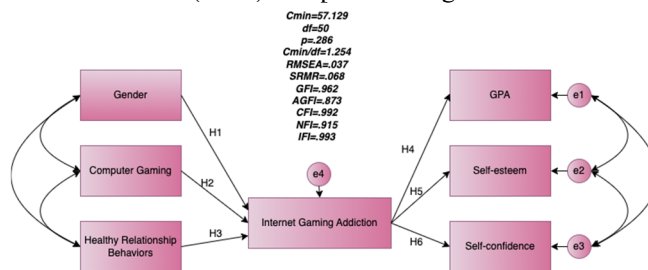 Cmin=57.129
df=50
p=.286
Cmin/df=1.254
RMSEA=.037
SRMR=.068
GFI=.962
AGFI=.873
CFI=.992
NFI=.915
IFI=.993
Gender
GPA
e1
H1
H4
Computer Gaming
e4
Self-esteem
e2
H2
H5
Internet Gaming Addiction
Healthy Relationship
Behaviors
H3
H6
Self-confidence
e3